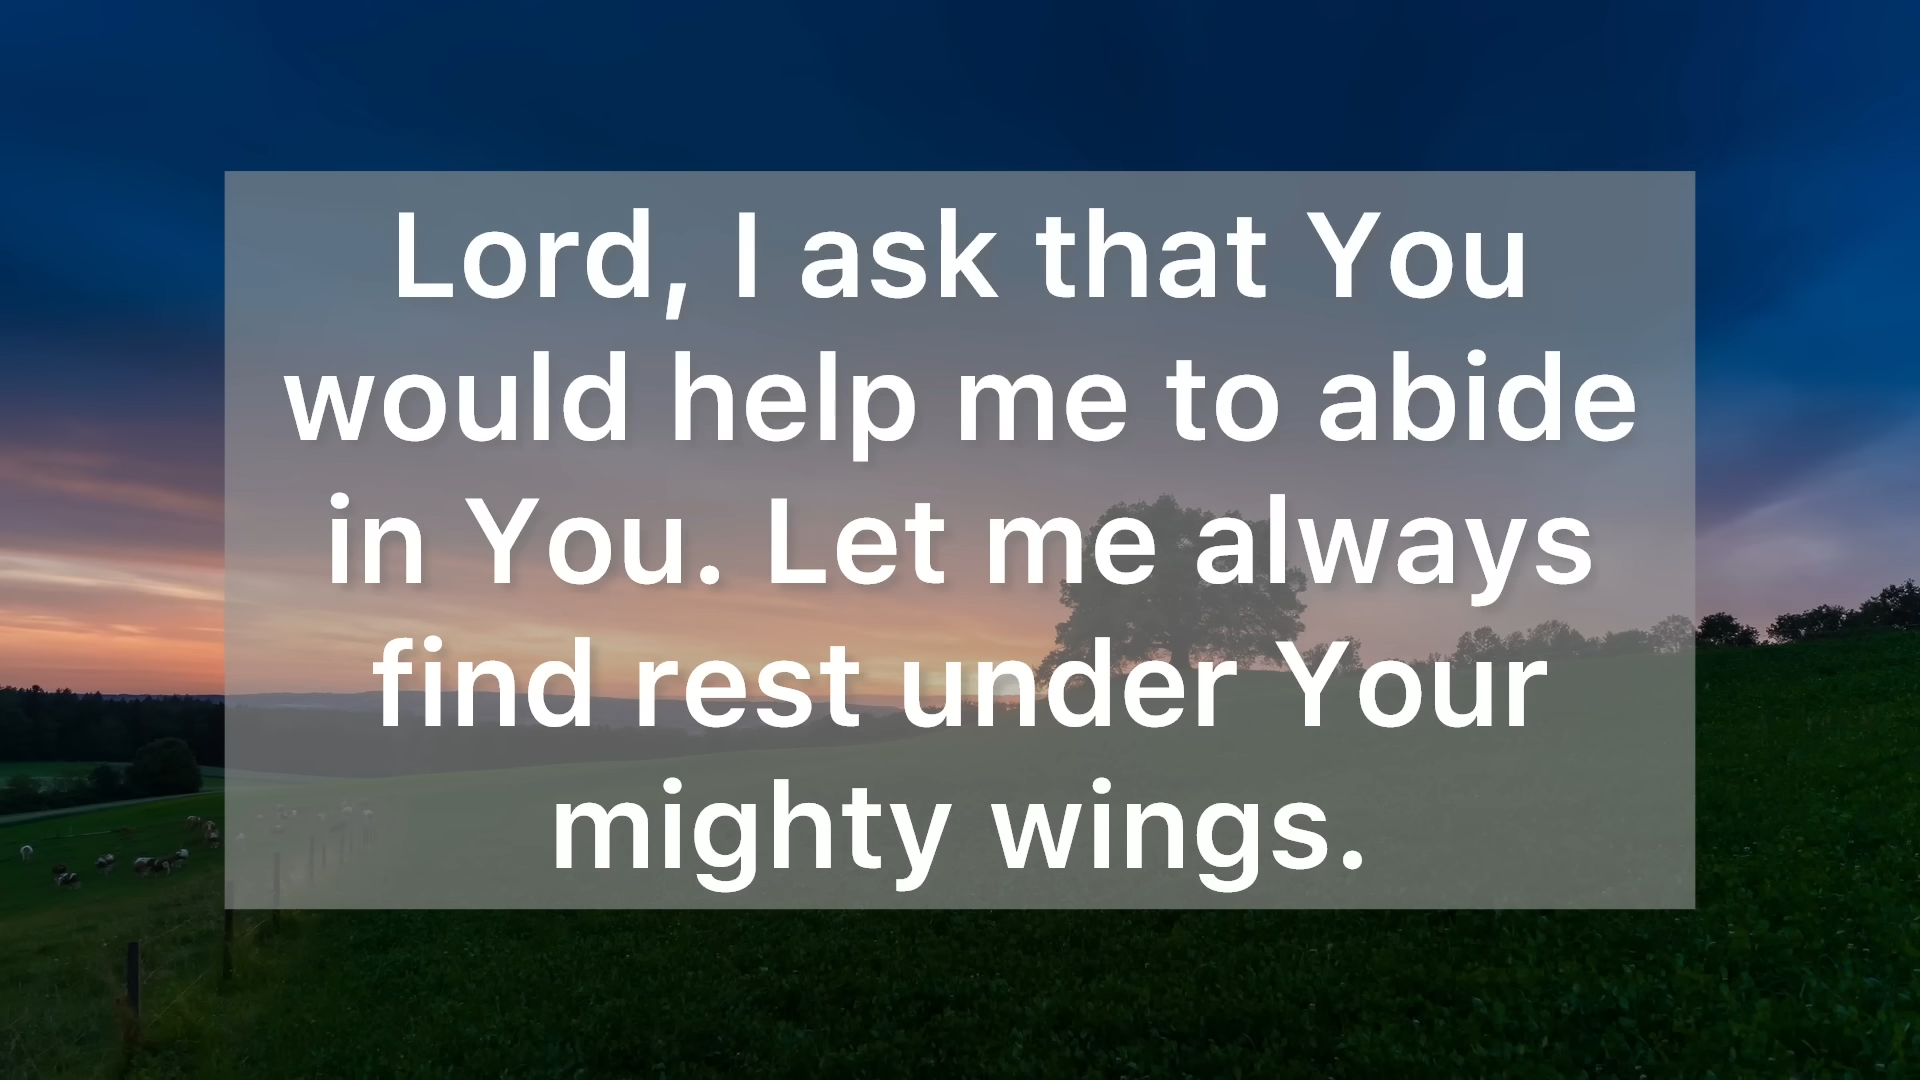 Lord, I ask that You
would help me to abide
in You. Let me always
find rest under Your
mighty wings.